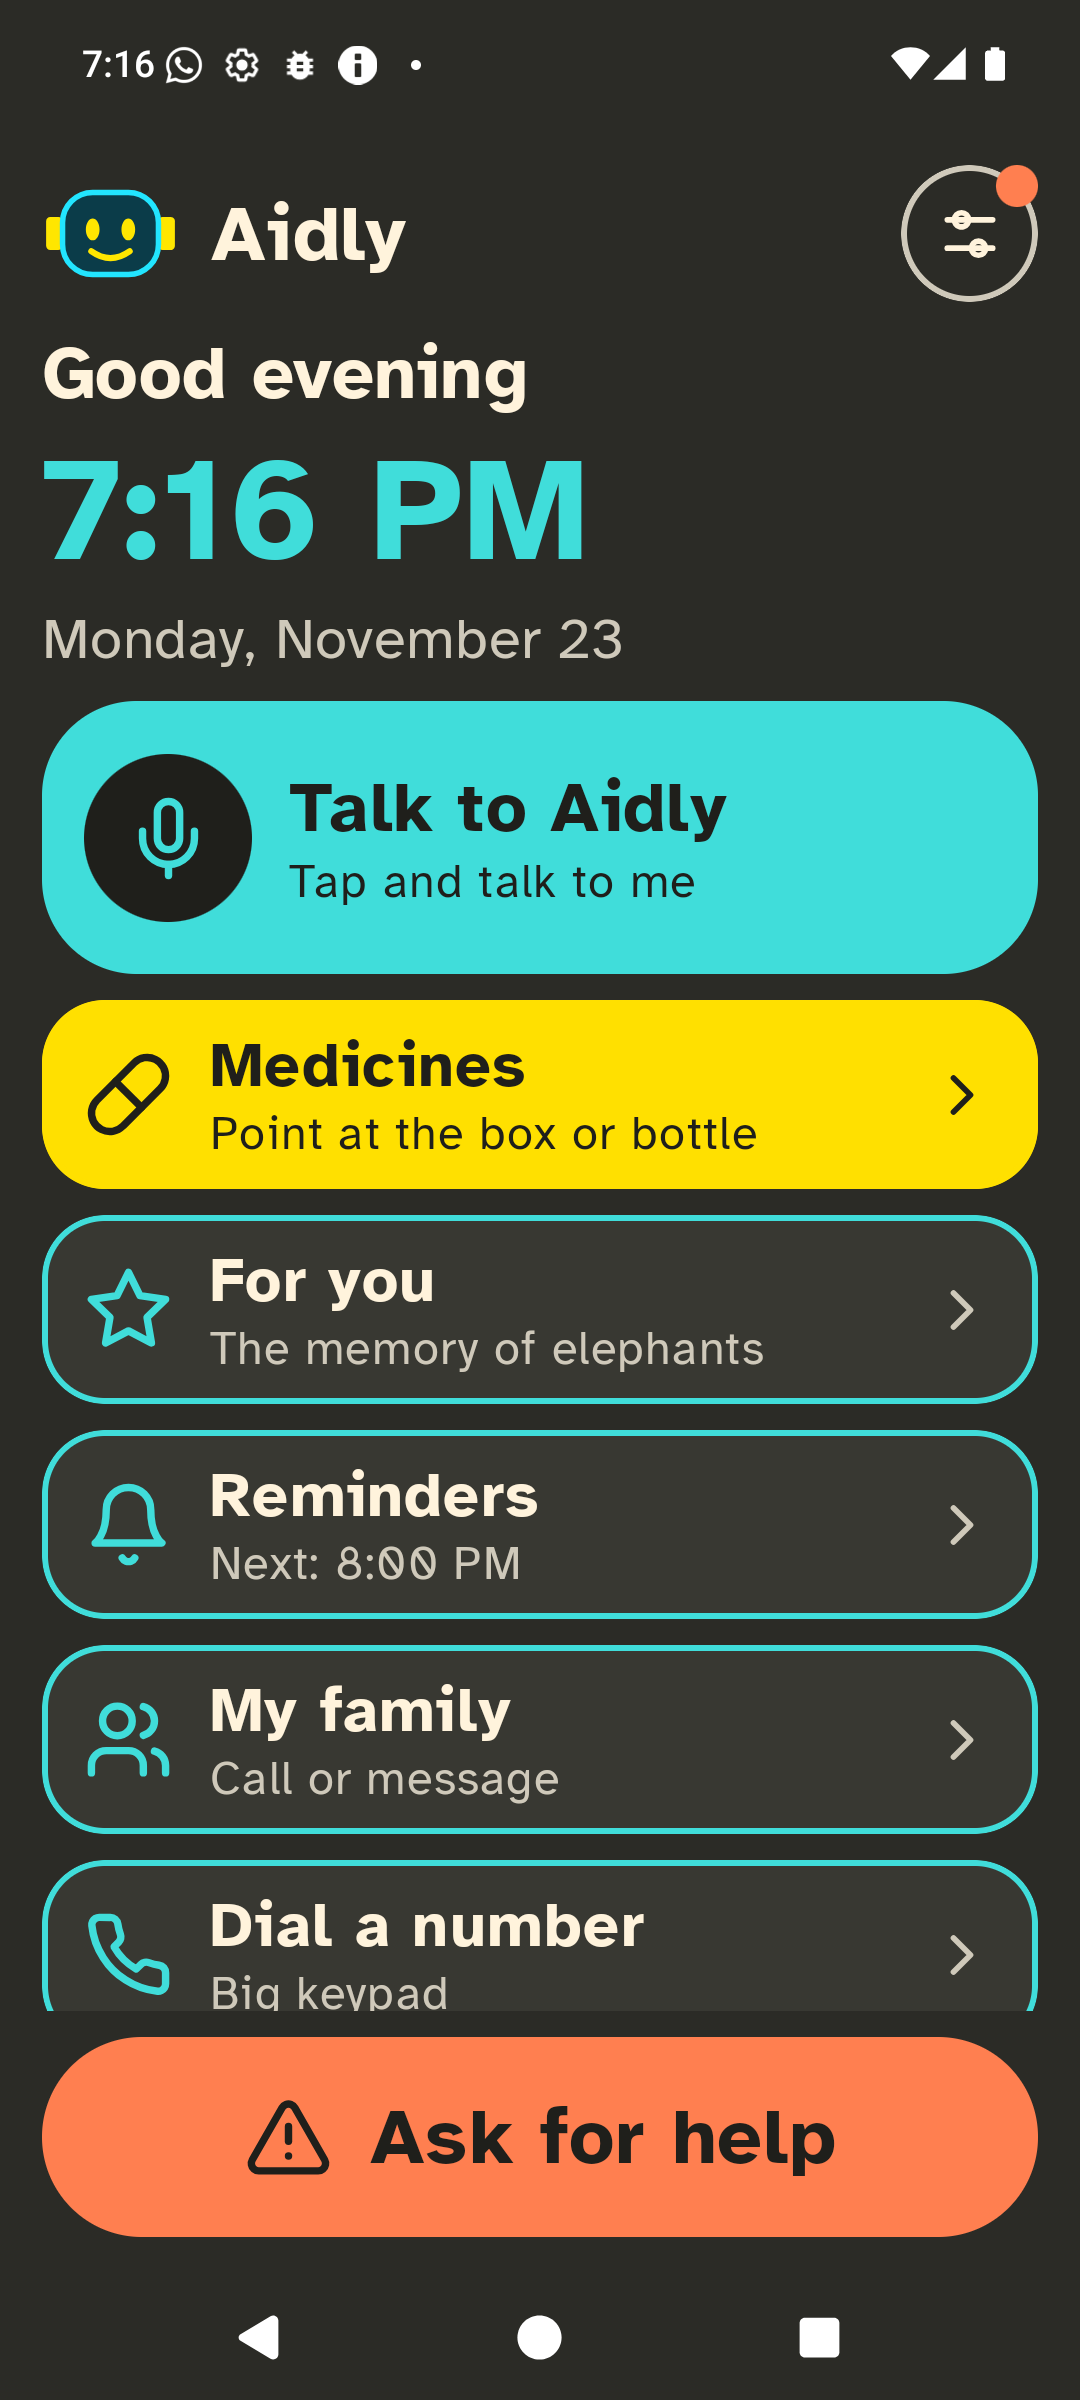 7:16
Aidly
Good evening
7:16 PM
Monday, November 23
Talk to Aidly
Tap and talk to me
Medicines
Point at the box or bottle
For you
The memory of elephants
Reminders
Next: 8:00 PM
My family
Call or message
Dial a number
Big keypad
Ask for help